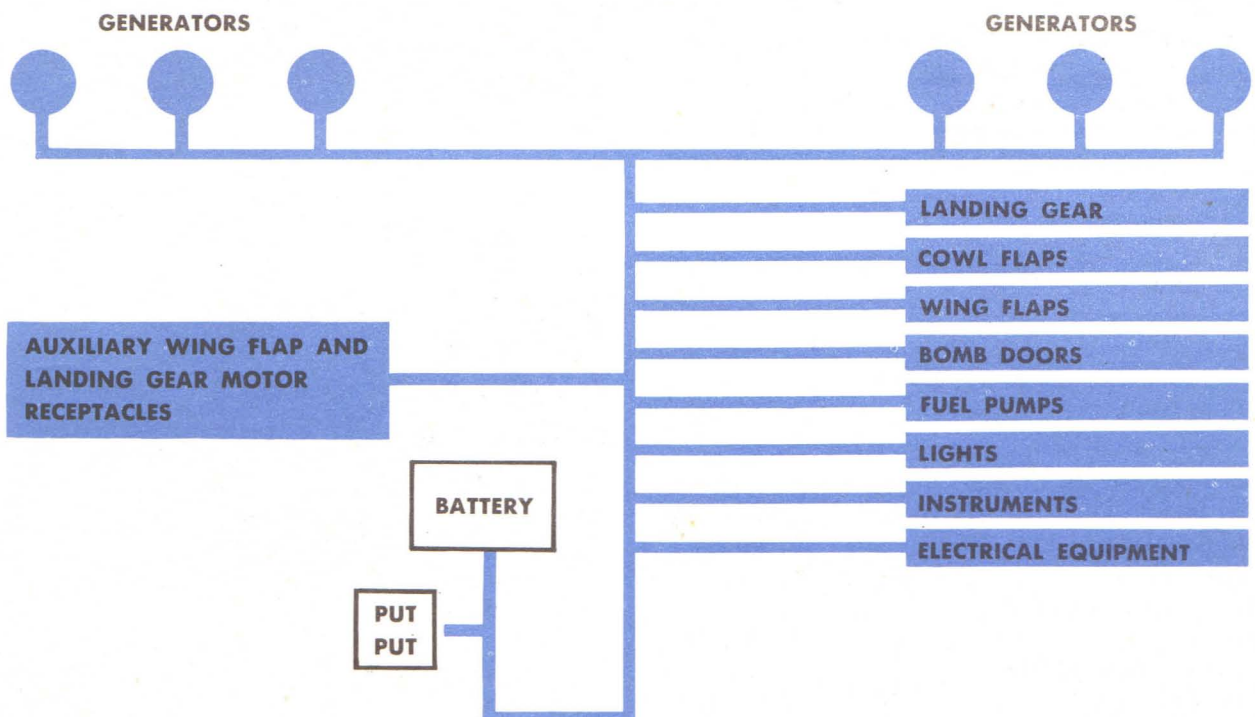 GENERATORS
GENERATORS
LANDING GEAR
COWL FLAPS
WING FLAPS
AUXILIARY WING FLAP AND
LANDING GEAR MOTOR
RECEPTACLES
BOMB DOORS
FUEL PUMPS
LIGHTS
BATTERY
INSTRUMENTS
ELECTRICAL EQUIPMENT
PUT
PUT